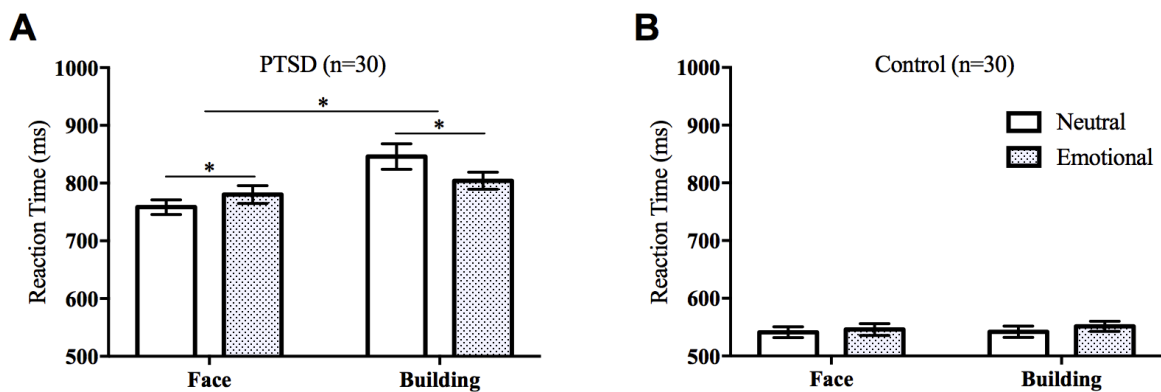 A
PTSD (n=30)
Reaction Time (ms)
1000
900
800
700
600
500
*
*
*
Face
Building
B
Control (n=30)
Reaction Time (ms)
1000
900
800
700
600
500
Neutral
Emotional
Face
Building